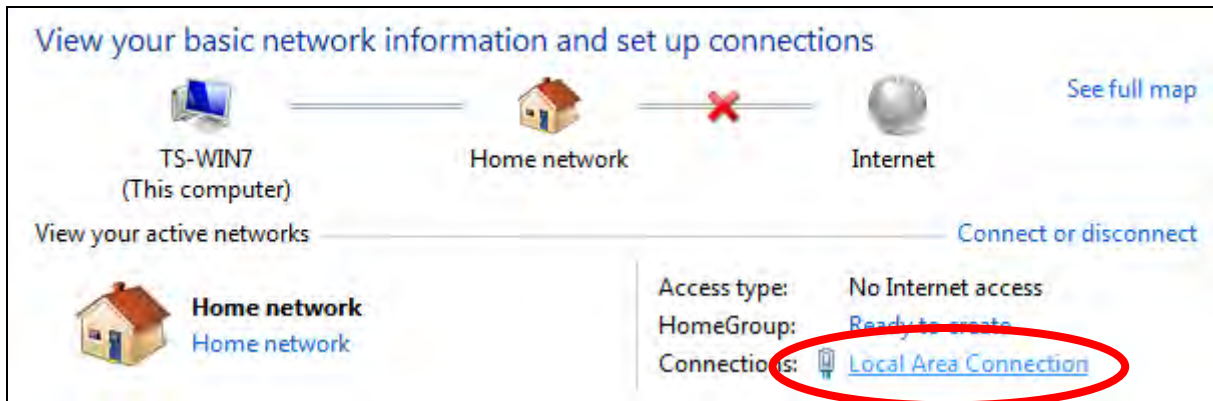 View your basic network information and set up connections
See full map
TS-WIN7
(This computer)
Home network
Internet
View your active networks
Connect or disconnect
Home network
Home network
Access type: No Internet access
HomeGroup: Ready to create
Connections: Local Area Connection